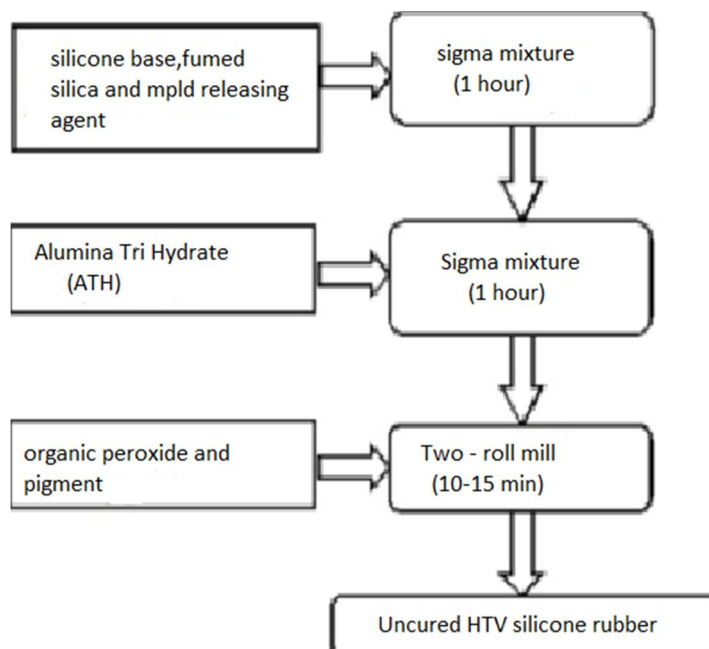 silicone base,fumed
silica and mpld releasing
agent
sigma mixture
(1 hour)
Alumina Tri Hydrate
(ATH)
Sigma mixture
(1 hour)
organic peroxide and
pigment
Two - roll mill
(10-15 min)
Uncured HTV silicone rubber